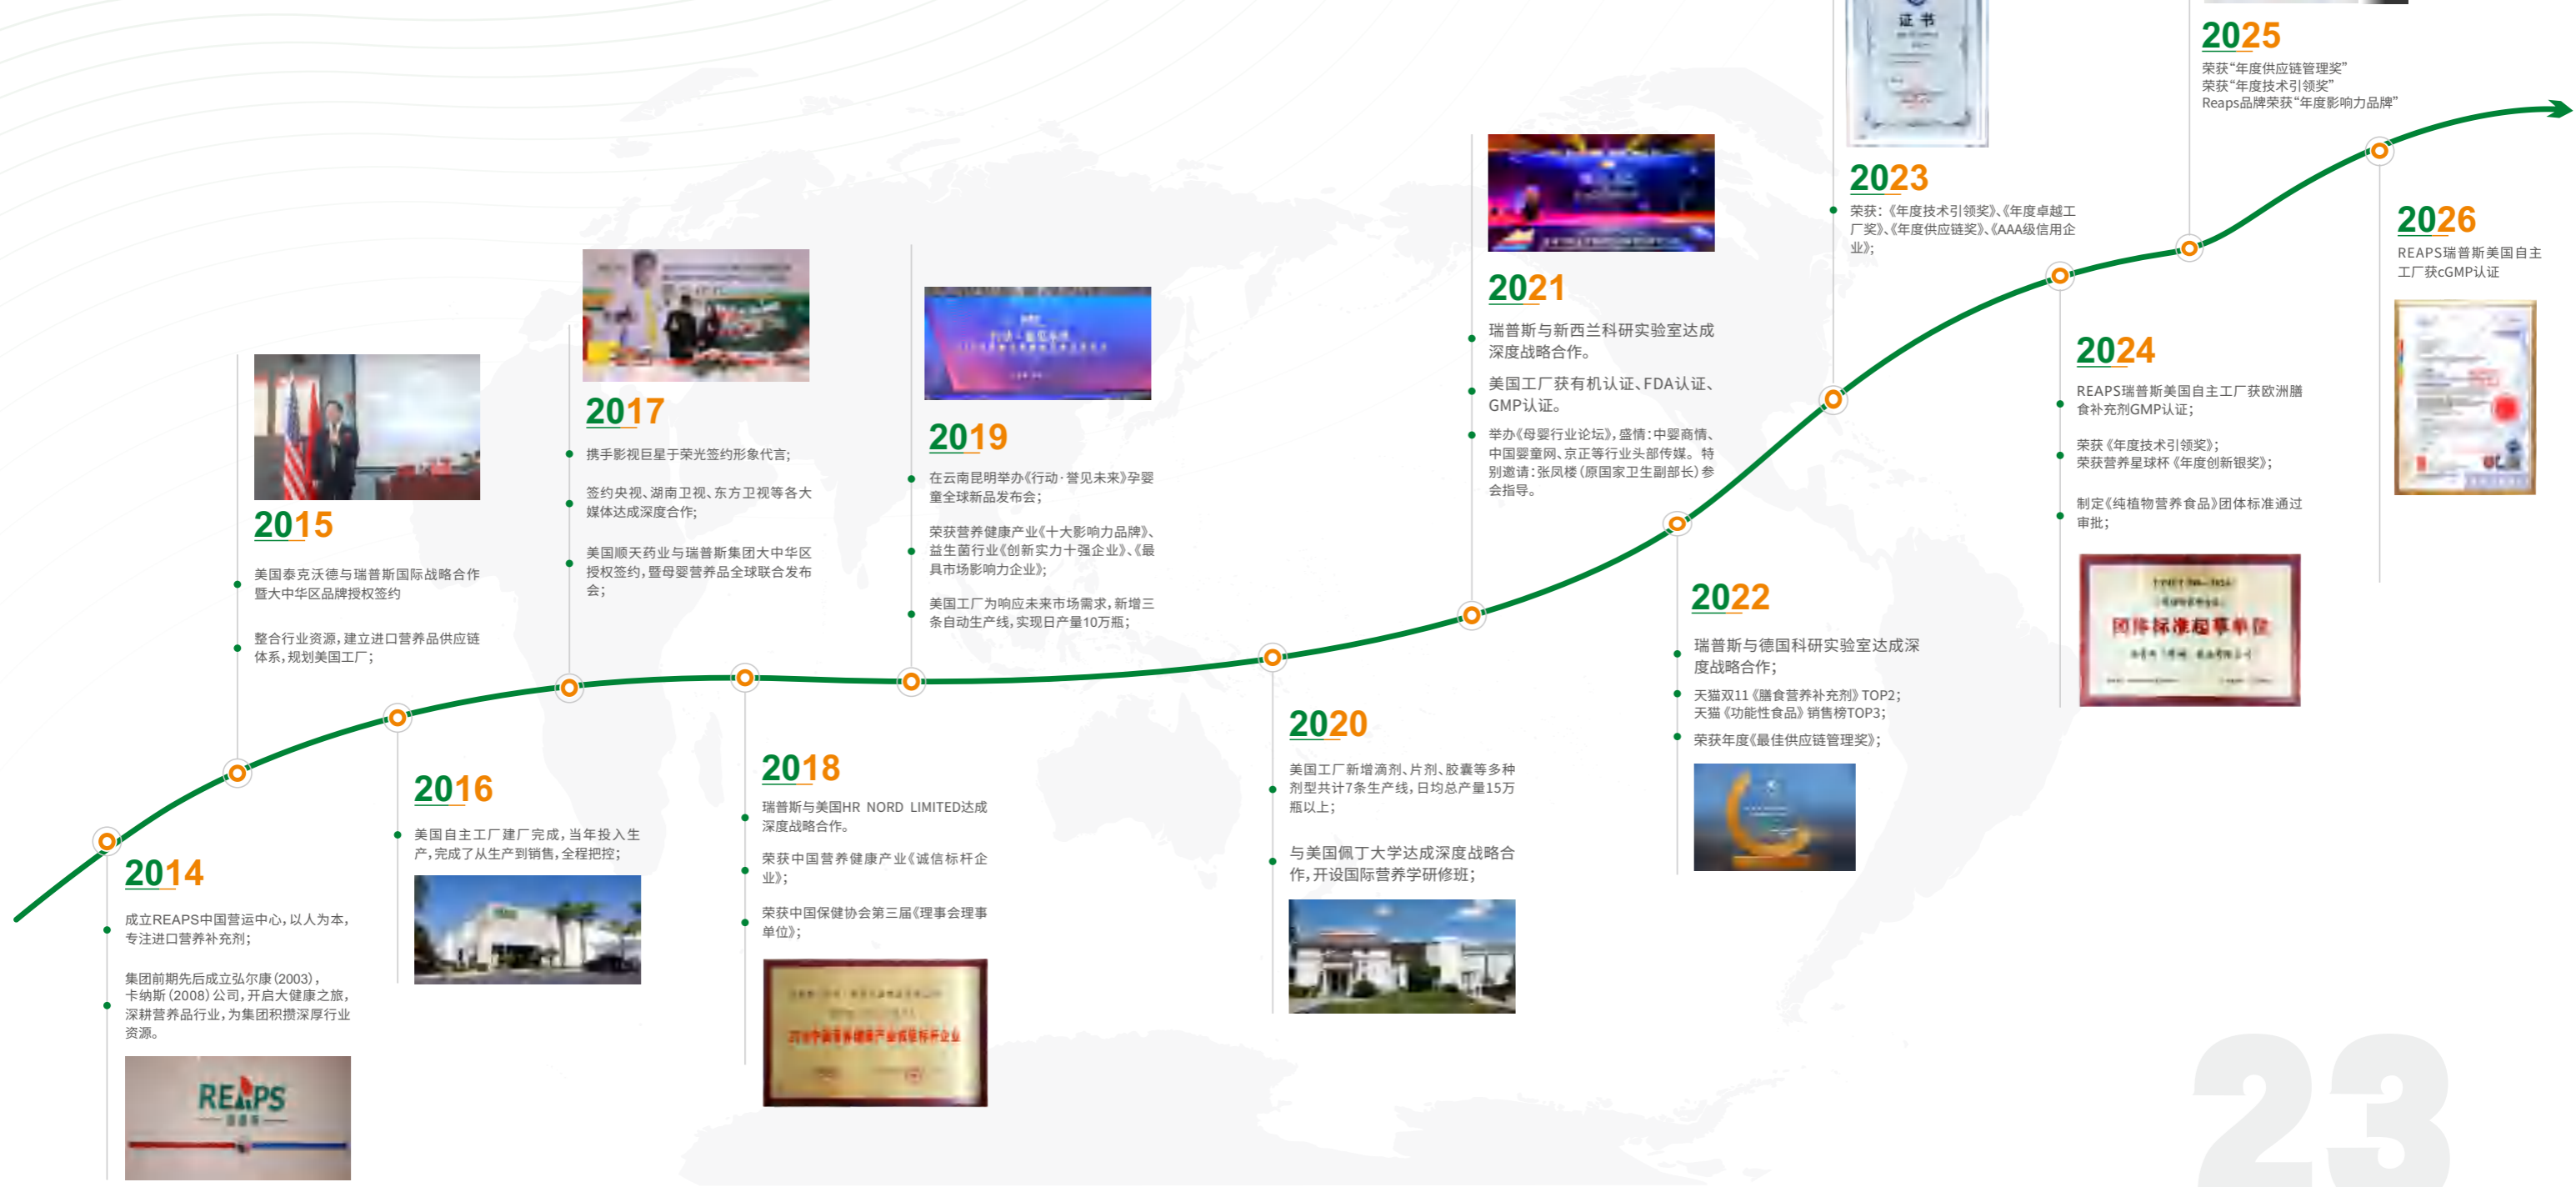 2014
成立REAPS中国营运中心，以人为本，
专注进口营养补充剂；
集团前期先后成立弘尔康（2003），
卡纳斯（2008）公司，开启大健康之旅，
深耕营养品行业，为集团积攒深厚行业
资源。
REAPS
2015
美国泰克沃德与瑞普斯国际战略合作
暨大中华区品牌授权签约
整合行业资源，建立进口营养品供应链
体系，规划美国工厂；
2016
美国自主工厂建厂完成，当年投入生
产，完成了从生产到销售，全程把控；
2017
携手影视巨星于荣光签约形象代言；
签约央视、湖南卫视、东方卫视等各大
媒体达成深度合作；
美国顺天药业与瑞普斯集团大中华区
授权签约，暨母婴营养品全球联合发布
会；
2018
瑞普斯与美国HR NORD LIMITED达成
深度战略合作。
荣获中国营养健康产业《诚信标杆企
业》；
荣获中国保健协会第三届《理事会理事
单位》；
2018中国营养健康产业诚信标杆企业
2019
在云南昆明举办《行动·誉见未来》孕婴
童全球新品发布会；
荣获营养健康产业《十大影响力品牌》、
益生菌行业《创新实力十强企业》、《最
具市场影响力企业》；
美国工厂为响应未来市场需求，新增三
条自动生产线，实现日产量10万瓶；
2020
美国工厂新增滴剂、片剂、胶囊等多种
剂型共计7条生产线，日均总产量15万
瓶以上；
与美国佩丁大学达成深度战略合
作，开设国际营养学研修班；
2021
瑞普斯与新西兰科研实验室达成
深度战略合作。
美国工厂获有机认证、FDA认证、
GMP认证。
举办《母婴行业论坛》，盛情：中婴商情、
中国婴童网、京正等行业头部传媒。特
别邀请：张凤楼（原国家卫生副部长）参
会指导。
2022
瑞普斯与德国科研实验室达成深
度战略合作；
天猫双11《膳食营养补充剂》TOP2；
天猫《功能性食品》销售榜TOP3；
荣获年度《最佳供应链管理奖》；
证书
2023
荣获：《年度技术引领奖》、《年度卓越工
厂奖》、《年度供应链奖》、《AAA级信用企
业》；
2024
REAPS瑞普斯美国自主工厂获欧洲膳
食补充剂GMP认证；
荣获《年度技术引领奖》；
荣获营养星球杯《年度创新银奖》；
制定《纯植物营养食品》团体标准通过
审批；
团体标准起草单位
2025
荣获“年度供应链管理奖”
荣获“年度技术引领奖”
Reaps品牌荣获“年度影响力品牌”
2026
REAPS瑞普斯美国自主
工厂获cGMP认证
23